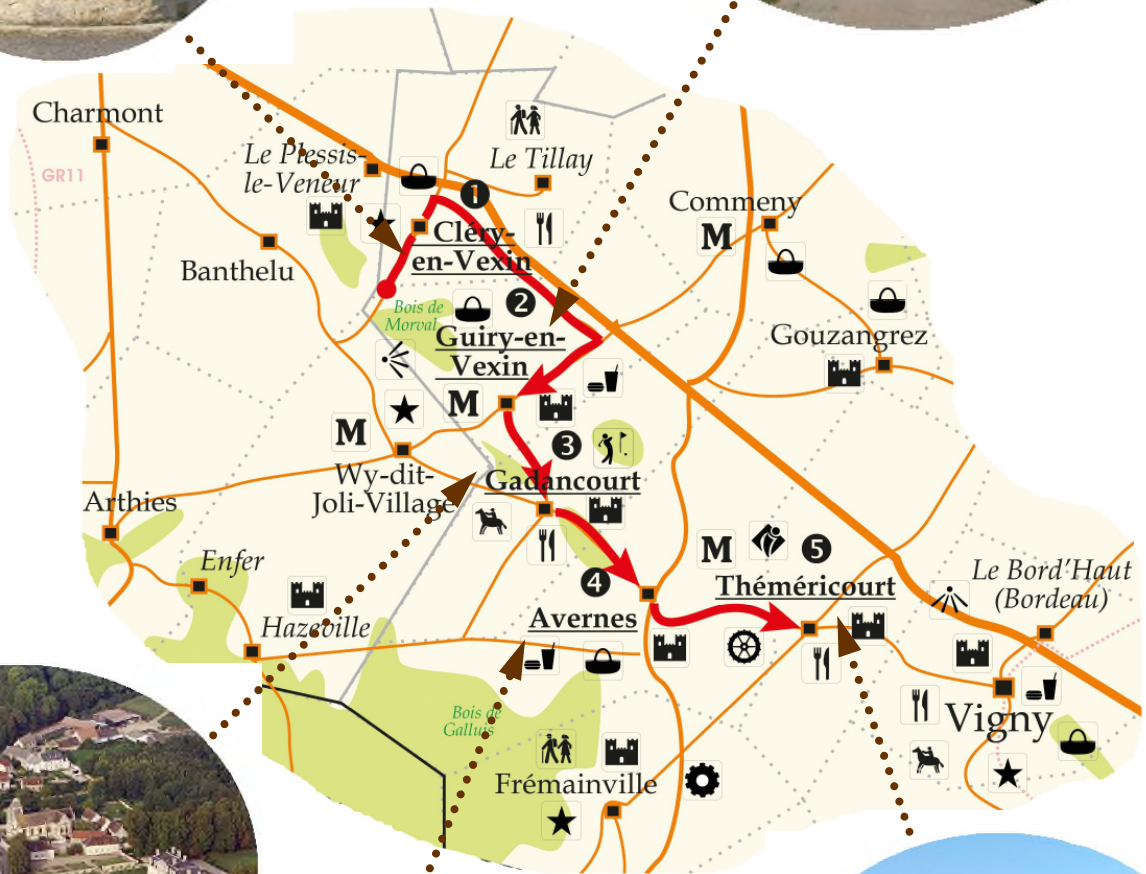 Charmont
GR11
Le Plessis-
le-Veneur
Le Tillay
1
Commeny
M
Cléry-
en-Vexin
Banthelu
Bois de
Morval
2
Guiry-en-
Vexin
Gouzangrez
M
M
3
Wy-dit-
Joli-Village
Gadancourt
Arthies
Enfer
M
5
Le Bord'Haut
(Bordeau)
4
Théméricourt
Avernes
Hazeville
Bois de
Galluis
Vigny
Frémainville